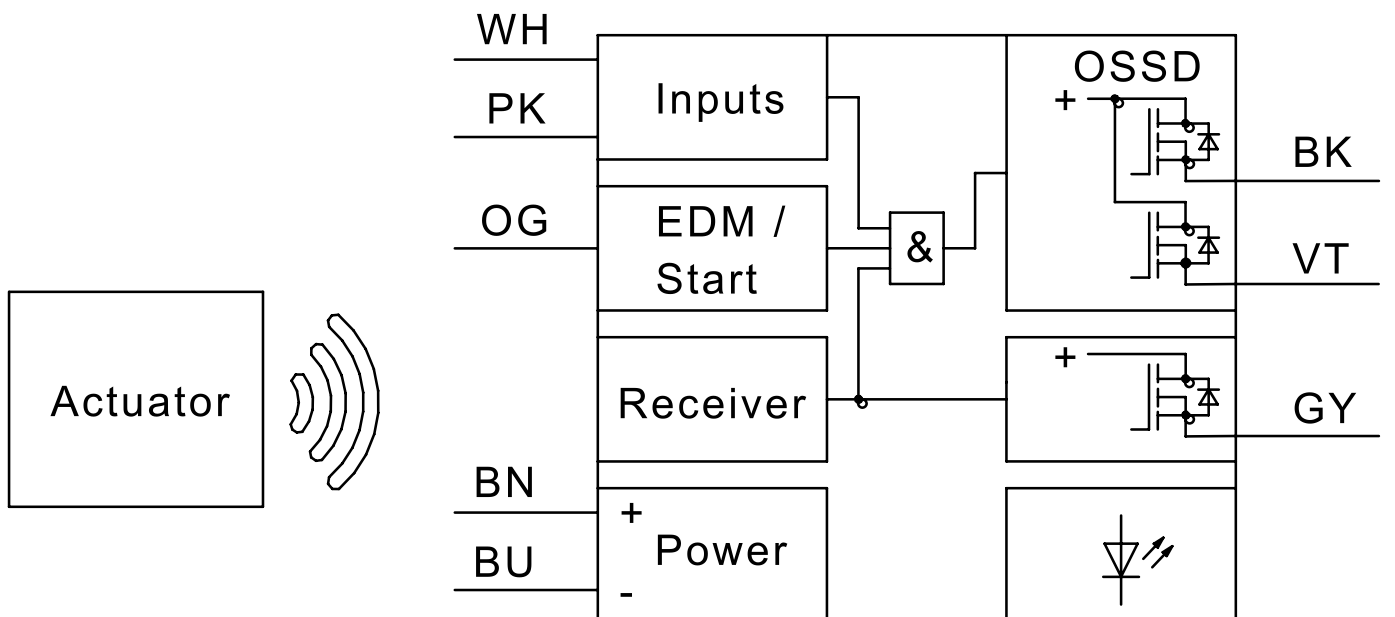 WH
PK
OG
BN
BU
Actuator
Inputs
EDM /
Start
Receiver
+
Power
-
&
OSSD
+
+
BK
VT
GY